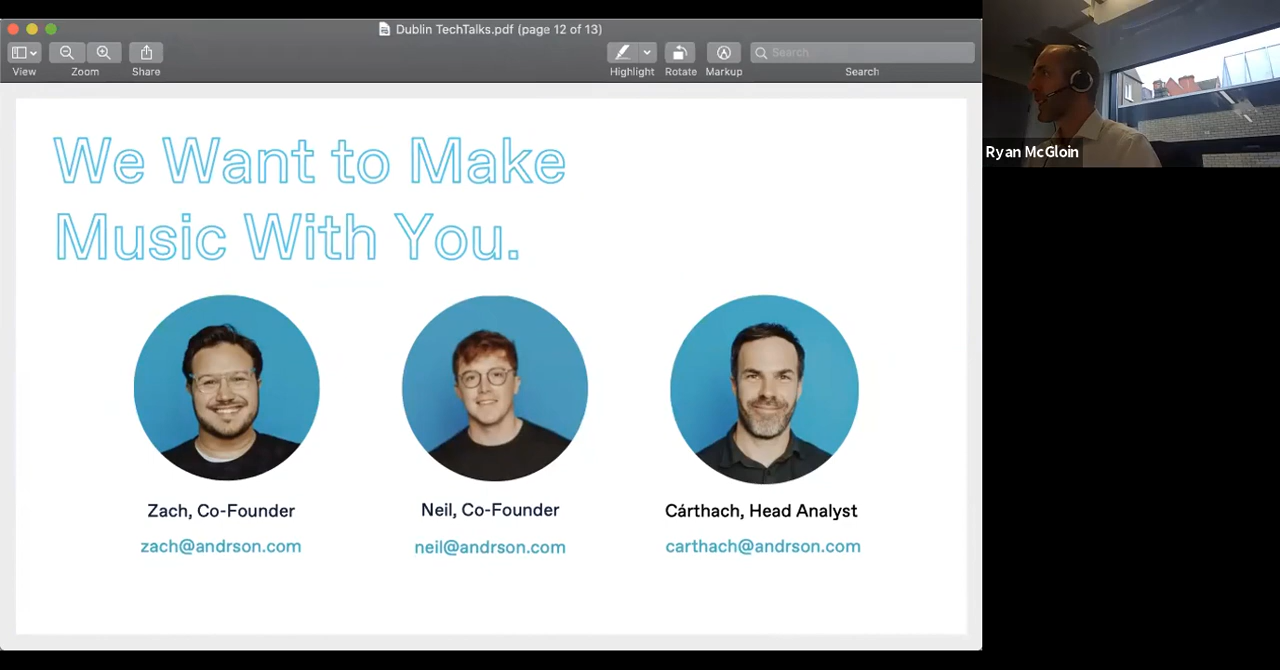 Dublin TechTalks.pdf (page 12 of 13)
View
Zoom
Share
Highlight
Rotate
Markup
Search
Search
Ryan McGloin
We Want to Make
Music With You.
Zach, Co-Founder
zach@andrson.com
Neil, Co-Founder
neil@andrson.com
Cárthach, Head Analyst
carthach@andrson.com